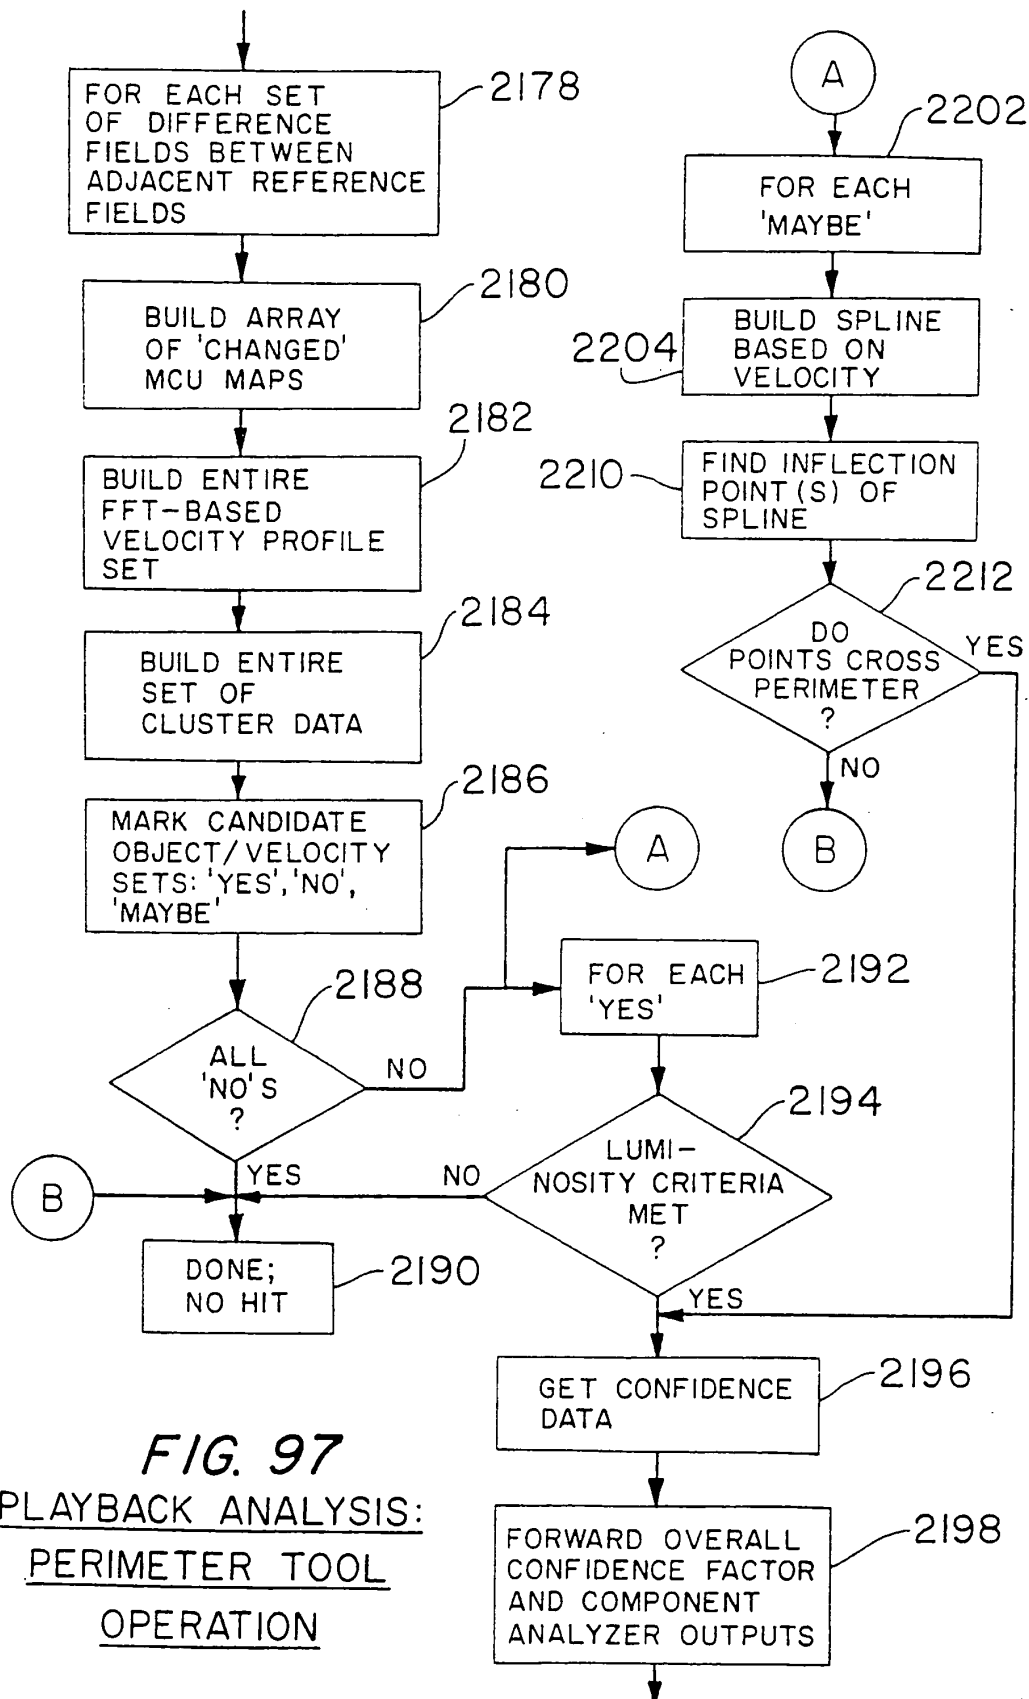 FOR EACH SET
OF DIFFERENCE
FIELDS BETWEEN
ADJACENT REFERENCE
FIELDS
2178
BUILD ARRAY
OF 'CHANGED'
MCU MAPS
2180
BUILD ENTIRE
FFT-BASED
VELOCITY PROFILE
SET
2182
BUILD ENTIRE
SET OF
CLUSTER DATA
2184
MARK CANDIDATE
OBJECT/VELOCITY
SETS: 'YES', 'NO',
'MAYBE'
2186
ALL
'NO'S
?
2188
NO
YES
B
DONE;
NO HIT
2190
A
FOR EACH
'YES'
2192
LUMI-
NOSITY CRITERIA
MET
?
2194
NO
YES
GET CONFIDENCE
DATA
2196
FORWARD OVERALL
CONFIDENCE FACTOR
AND COMPONENT
ANALYZER OUTPUTS
2198
A
FOR EACH
'MAYBE'
2202
BUILD SPLINE
BASED ON
VELOCITY
2204
FIND INFLECTION
POINT(S) OF
SPLINE
2210
DO
POINTS CROSS
PERIMETER
?
2212
YES
NO
B
FIG. 97
PLAYBACK ANALYSIS:
PERIMETER TOOL
OPERATION